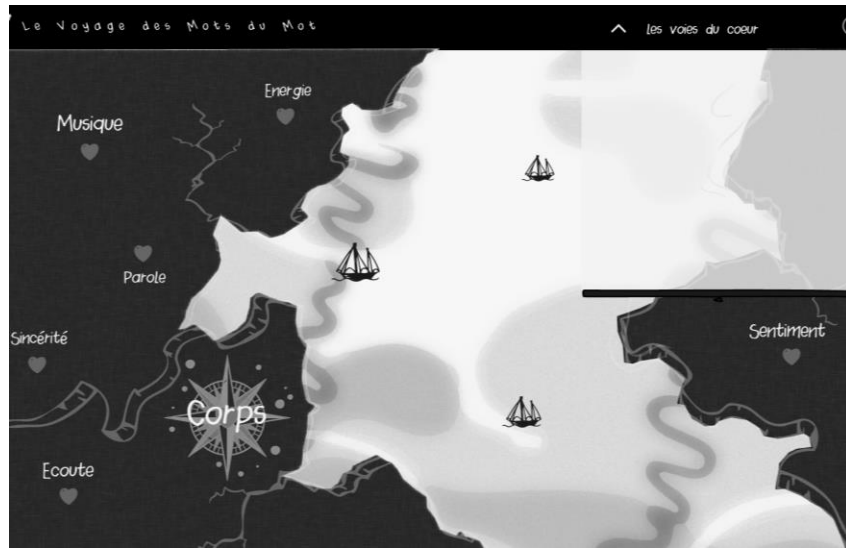 Le Voyage des Mots du Mot
les voies du coeur
Energie
Musique
Parole
Sincérité
Sentiment
Corps
Ecoute